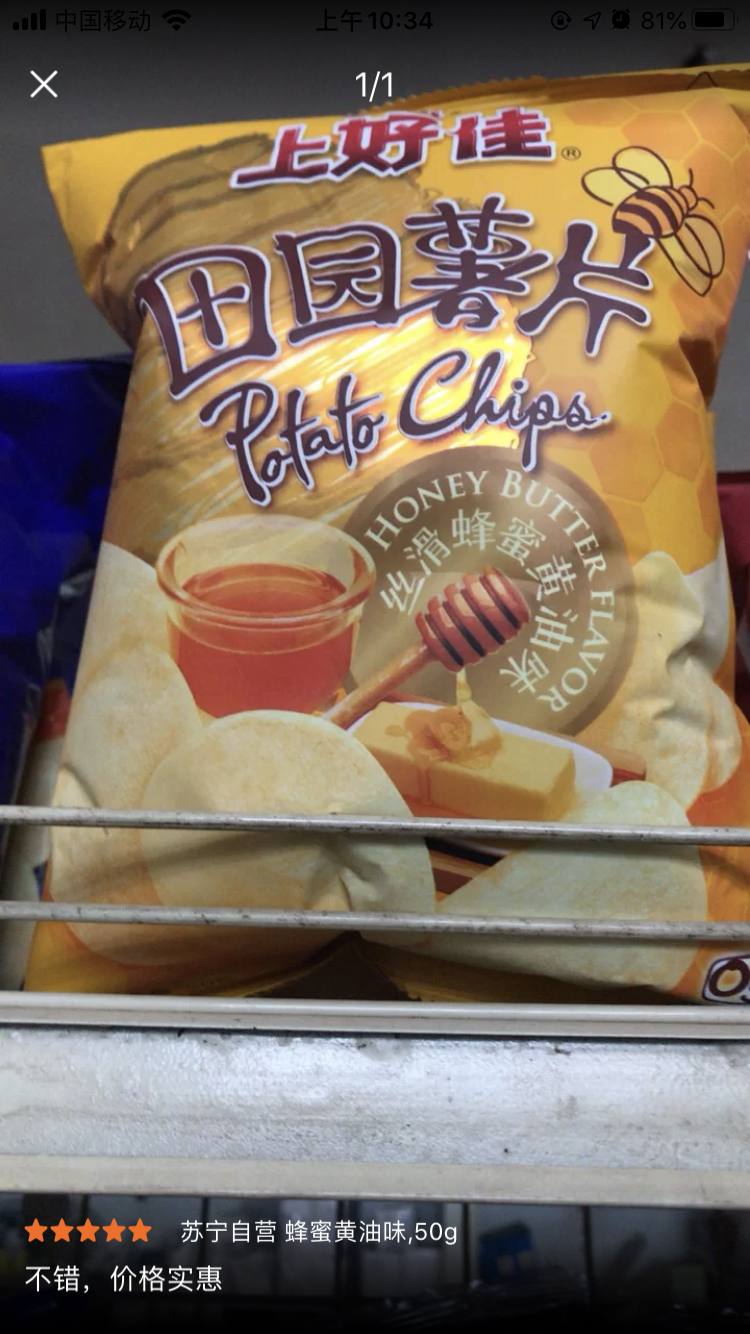 中国移动
上午10:34
81%
1/1
上好佳®
田园薯片
Potato Chips
HONEY BUTTER FLAVOR
丝滑蜂蜜黄油味
苏宁自营 蜂蜜黄油味,50g
不错，价格实惠